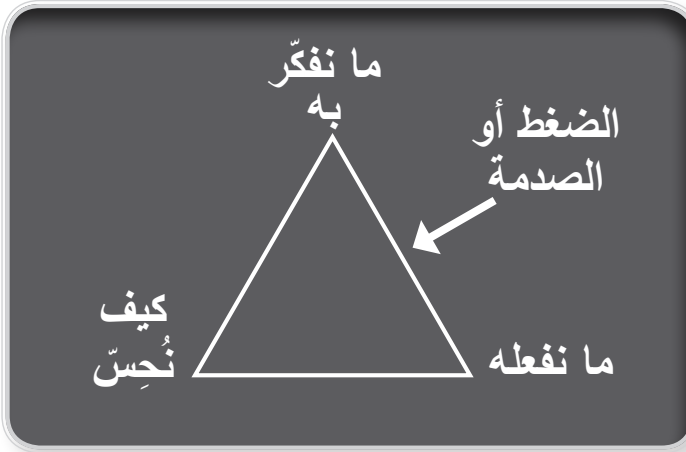 ما نفكّر
به
الضغط أو
الصدمة
كيف
نُحِسّ
ما نفعله